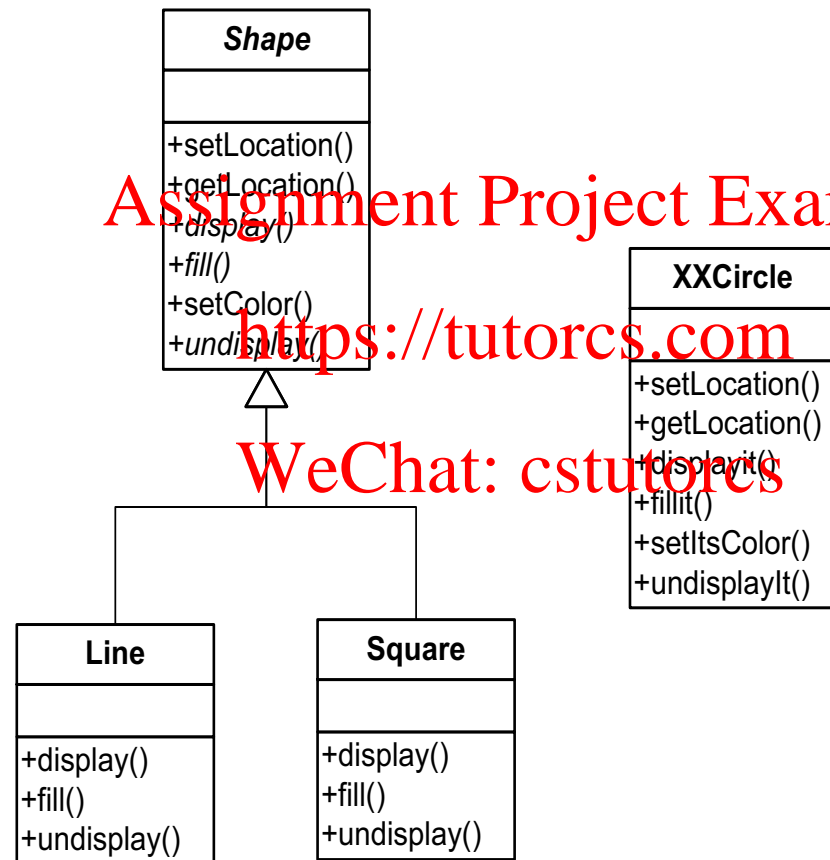 Shape
+setLocation()
+getLocation()
+display()
+fill()
+setColor()
+undisplay()
Assignment Project Exa
https://tutorcs.com
WeChat: cstutorcs
XXCircle
+setLocation()
+getLocation()
+displayit()
+fillit()
+setItsColor()
+undisplayIt()
Line
+display()
+fill()
+undisplay()
Square
+display()
+fill()
+undisplay()